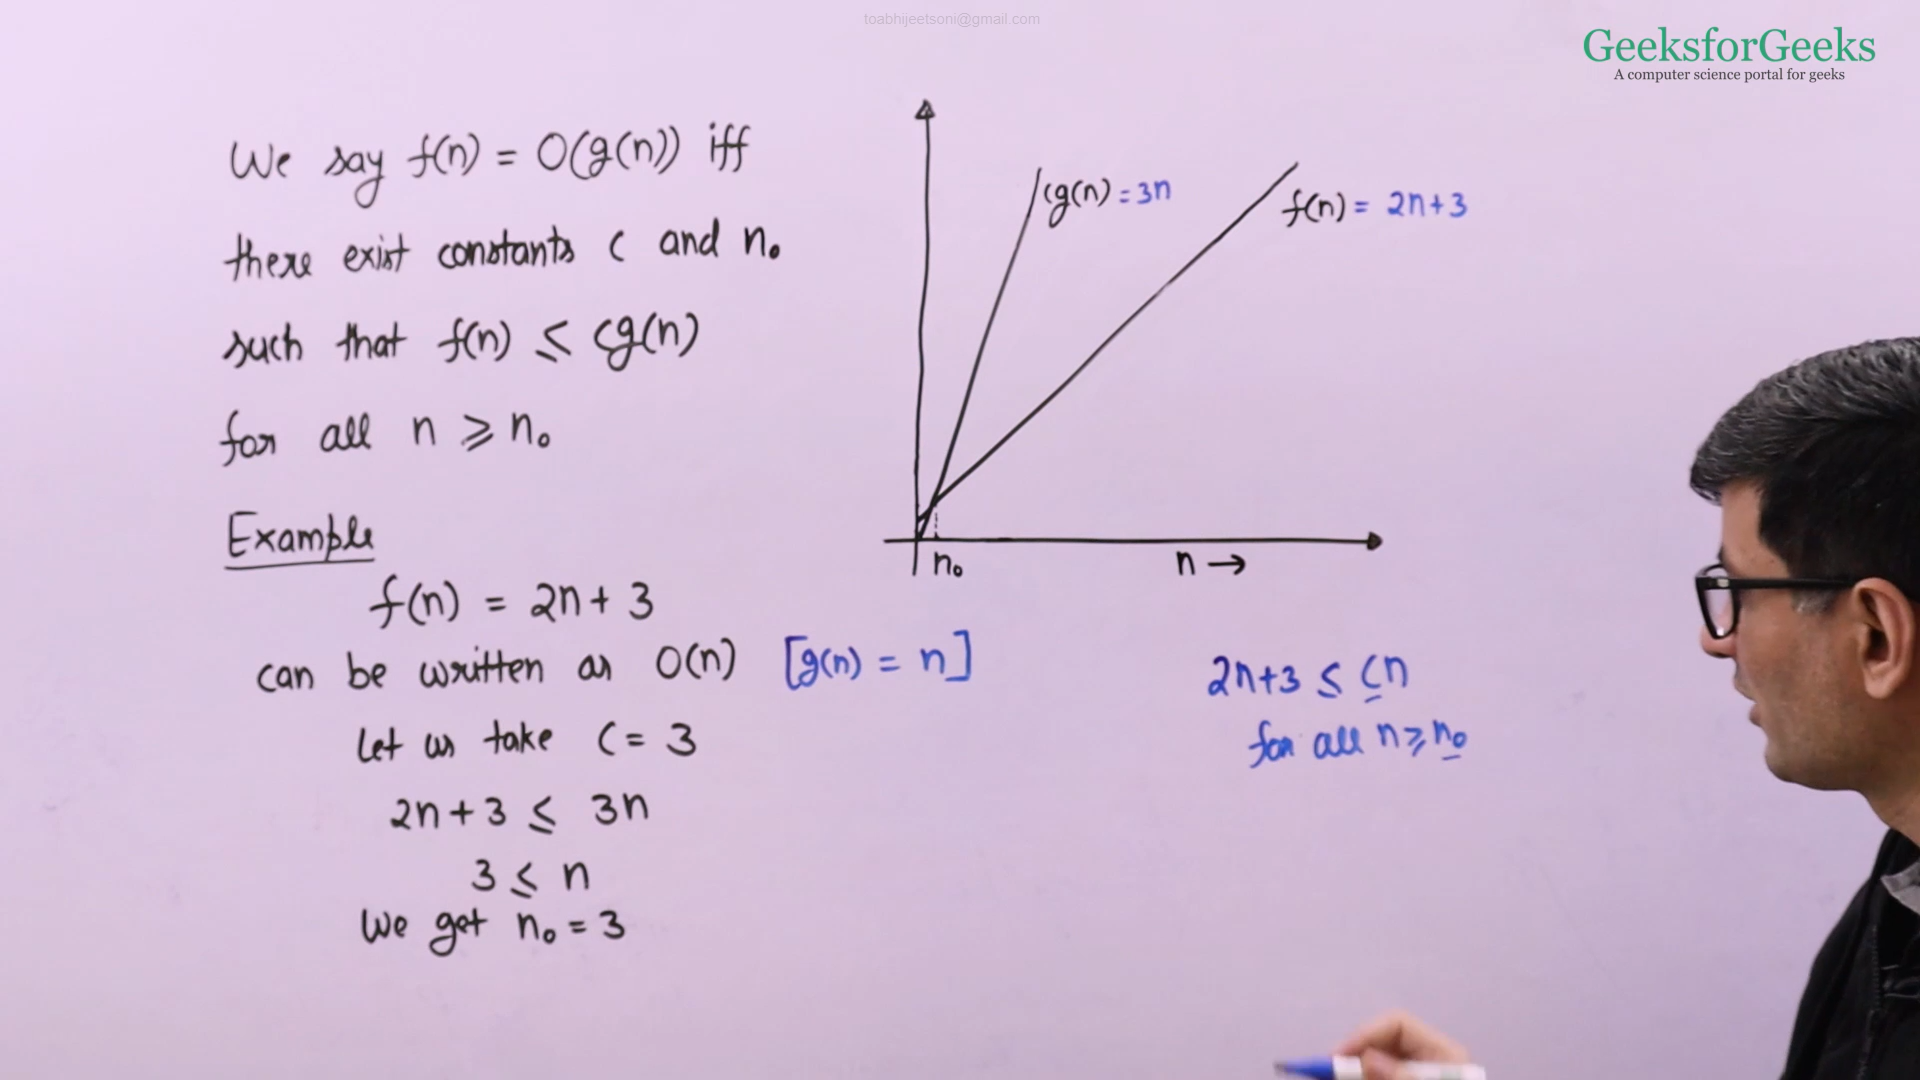 toabhijeetsoni@gmail.com
GeeksforGeeks
A computer science portal for geeks
We say f(n) = O(g(n)) iff
there exist constants c and n₀
such that f(n) ≤ cg(n)
for all n ≥ n₀
Example
f(n) = 2n + 3
can be written as O(n) [g(n) = n]
Let us take c = 3
2n + 3 ≤ 3n
3 ≤ n
We get n₀ = 3
cg(n) = 3n
f(n) = 2n+3
n₀
n →
2n+3 ≤ cn
for all n ≥ n₀